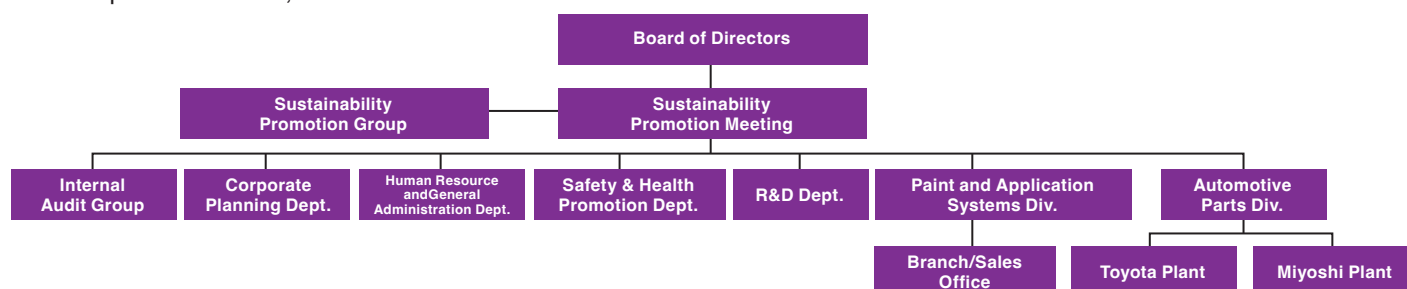 Board of Directors
Sustainability
Promotion Group
Sustainability
Promotion Meeting
Internal
Audit Group
Corporate
Planning Dept.
Human Resource
andGeneral
Administration Dept.
Safety & Health
Promotion Dept.
R&D Dept.
Paint and Application
Systems Div.
Automotive
Parts Div.
Branch/Sales
Office
Toyota Plant
Miyoshi Plant